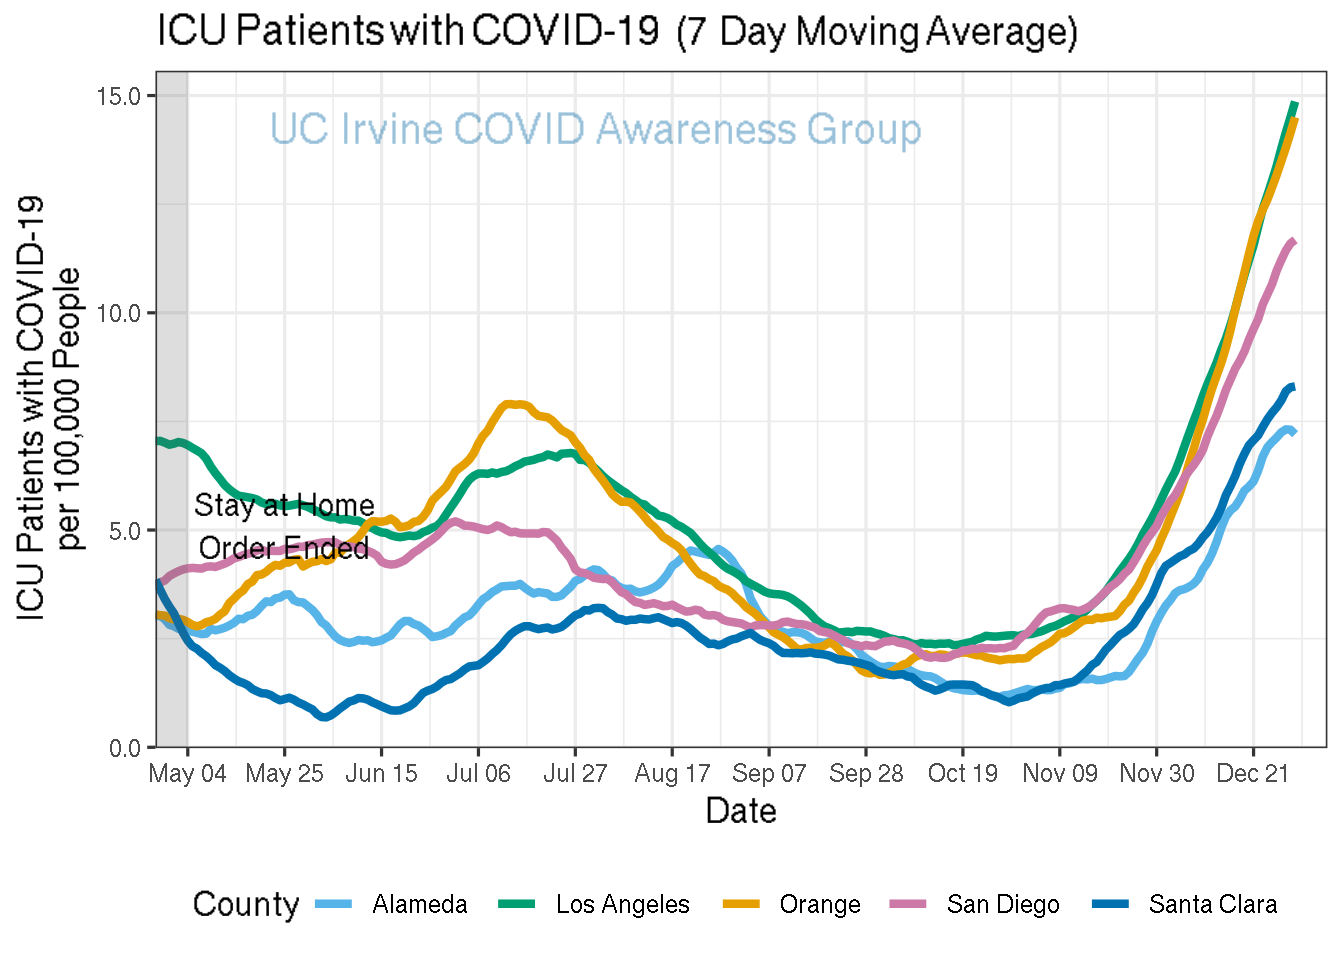 ICU Patients with COVID-19 (7 Day Moving Average)
UC Irvine COVID Awareness Group
ICU Patients with COVID-19
per 100,000 People
15.0
10.0
5.0
0.0
Stay at Home
Order Ended
May 04 May 25 Jun 15 Jul 06 Jul 27 Aug 17 Sep 07 Sep 28 Oct 19 Nov 09 Nov 30 Dec 21
Date
County Alameda Los Angeles Orange San Diego Santa Clara